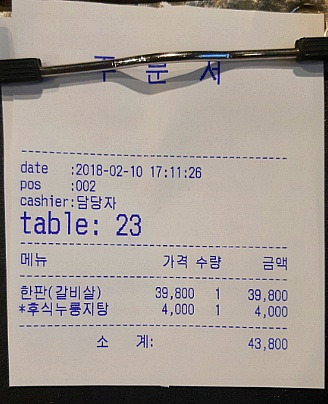 주 문 서
date :2018-02-10 17:11:26
pos :002
cashier:담당자
table: 23
메뉴 가격 수량 금액
한판(갈비살) 39,800 1 39,800
*후식누룽지탕 4,000 1 4,000
소 계: 43,800